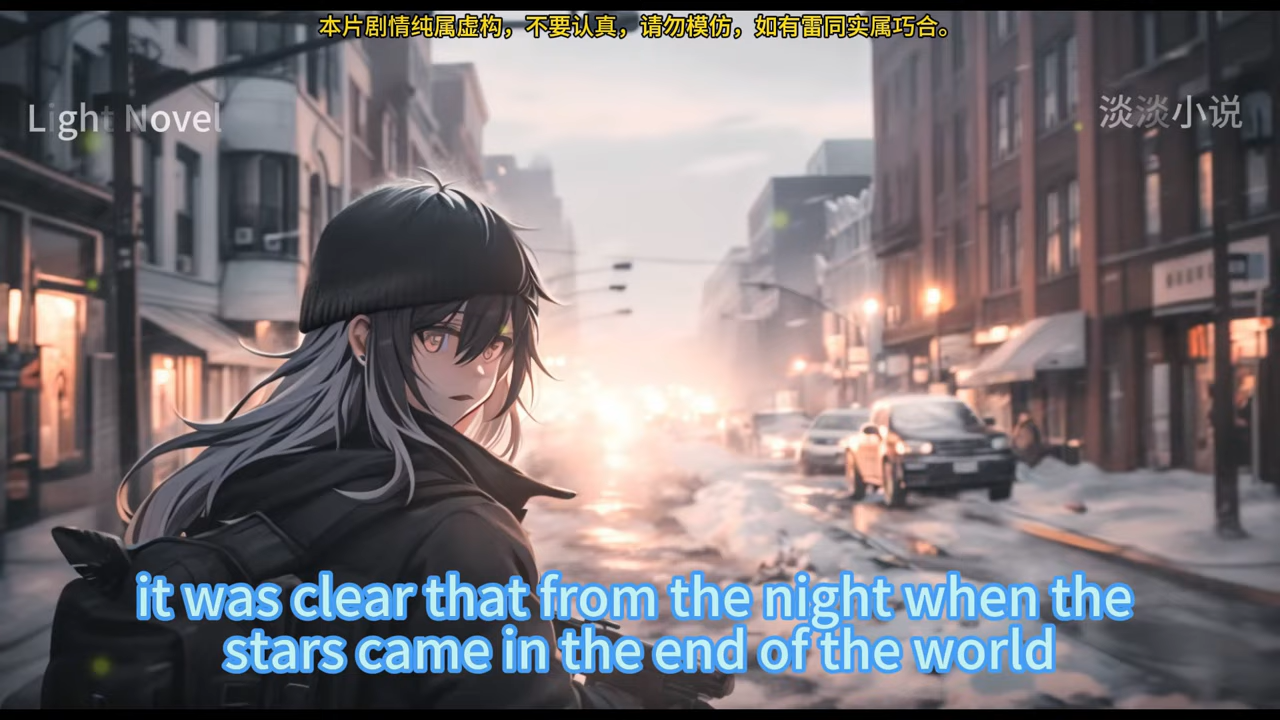 本片剧情纯属虚构，不要认真，请勿模仿，如有雷同实属巧合。
Light Novel
淡淡小说
it was clear that from the night when the
stars came in the end of the world